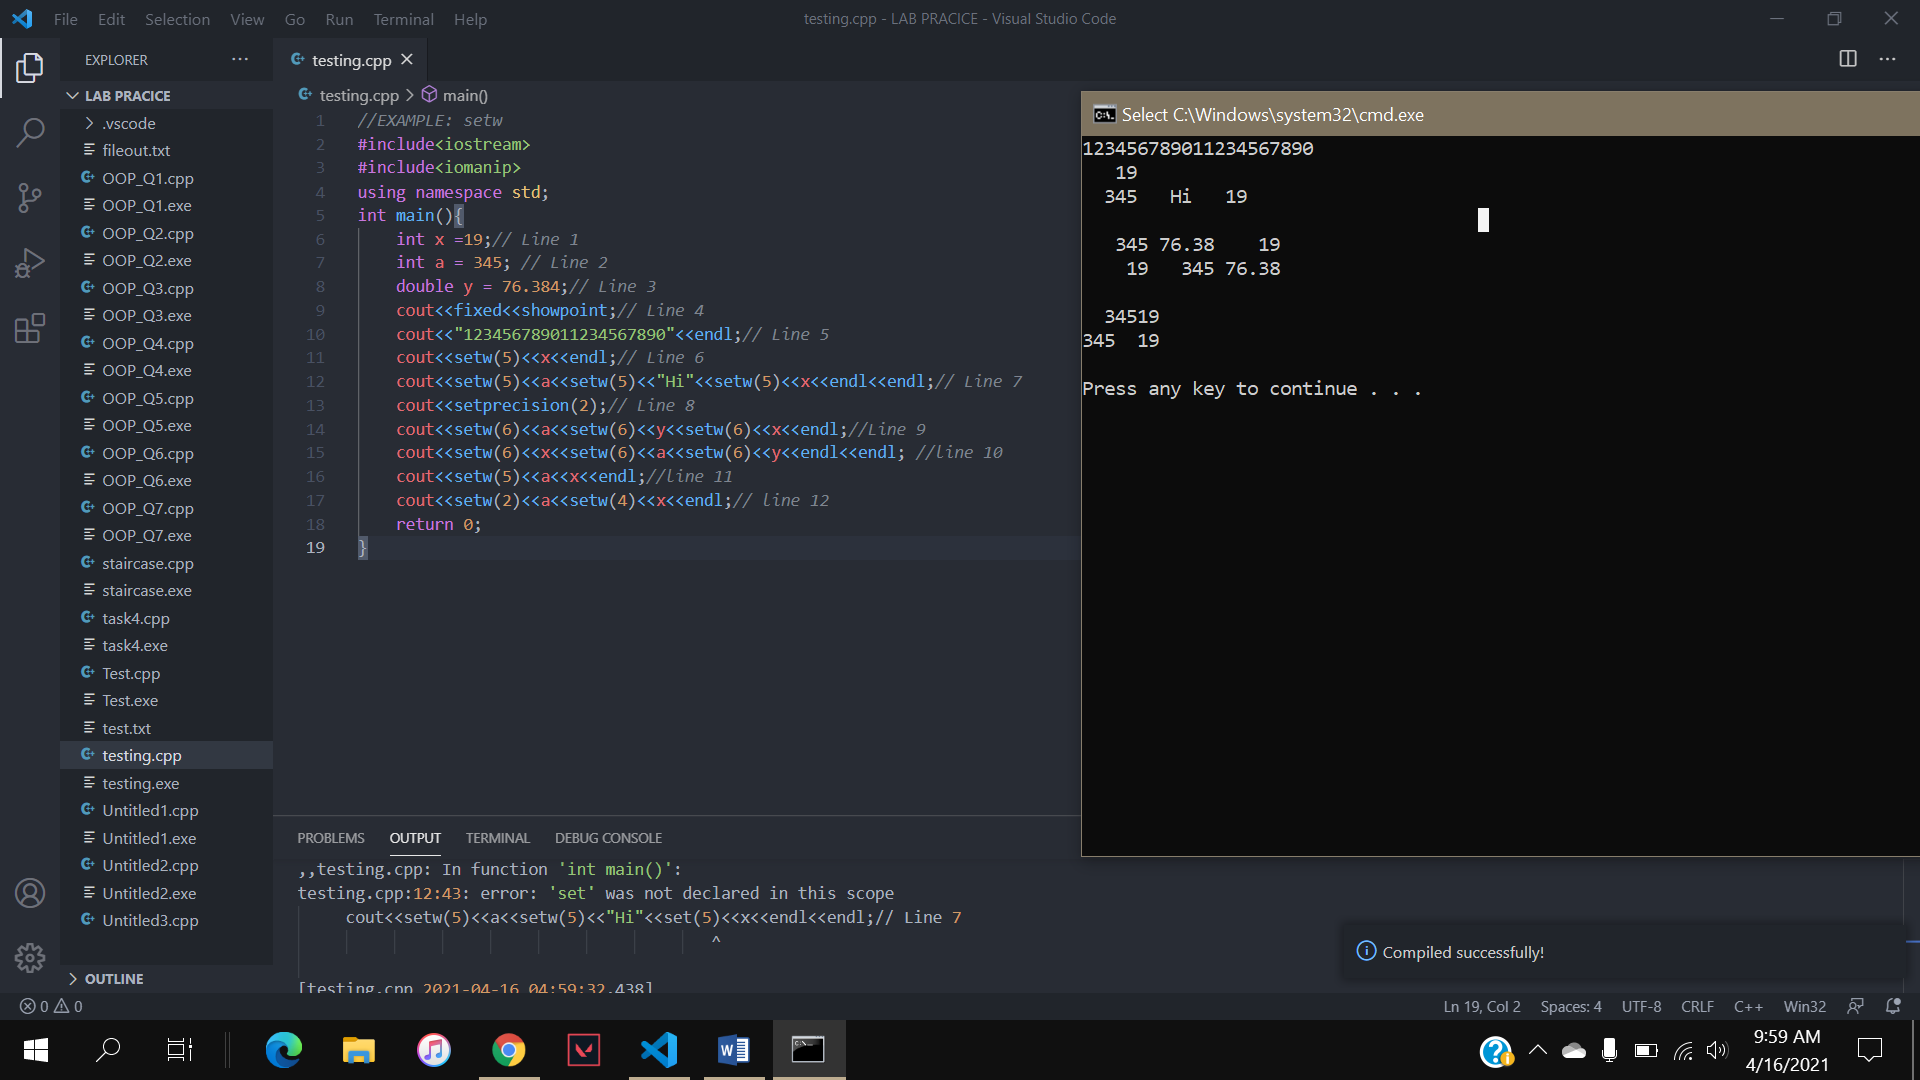 File Edit Selection View Go Run Terminal Help
testing.cpp - LAB PRACICE - Visual Studio Code
EXPLORER
LAB PRACICE
.vscode
fileout.txt
OOP_Q1.cpp
OOP_Q1.exe
OOP_Q2.cpp
OOP_Q2.exe
OOP_Q3.cpp
OOP_Q3.exe
OOP_Q4.cpp
OOP_Q4.exe
OOP_Q5.cpp
OOP_Q5.exe
OOP_Q6.cpp
OOP_Q6.exe
OOP_Q7.cpp
OOP_Q7.exe
staircase.cpp
staircase.exe
task4.cpp
task4.exe
Test.cpp
Test.exe
test.txt
testing.cpp
testing.exe
Untitled1.cpp
Untitled1.exe
Untitled2.cpp
Untitled2.exe
Untitled3.cpp
OUTLINE
testing.cpp
testing.cpp > main()
1 //EXAMPLE: setw
2 #include<iostream>
3 #include<iomanip>
4 using namespace std;
5 int main(){
6     int x =19;// Line 1
7     int a = 345; // Line 2
8     double y = 76.384;// Line 3
9     cout<<fixed<<showpoint;// Line 4
10     cout<<"123456789011234567890"<<endl;// Line 5
11     cout<<setw(5)<<x<<endl;// Line 6
12     cout<<setw(5)<<a<<setw(5)<<"Hi"<<setw(5)<<x<<endl<<endl;// Line 7
13     cout<<setprecision(2);// Line 8
14     cout<<setw(6)<<a<<setw(6)<<y<<setw(6)<<x<<endl;//Line 9
15     cout<<setw(6)<<x<<setw(6)<<a<<setw(6)<<y<<endl<<endl; //line 10
16     cout<<setw(5)<<a<<x<<endl;//line 11
17     cout<<setw(2)<<a<<setw(4)<<x<<endl;// line 12
18     return 0;
19 }
Select C:\Windows\system32\cmd.exe
123456789011234567890
   19
  345   Hi   19
   345 76.38    19
    19   345 76.38
  34519
345  19
Press any key to continue . . .
PROBLEMS OUTPUT TERMINAL DEBUG CONSOLE
,,testing.cpp: In function 'int main()':
testing.cpp:12:43: error: 'set' was not declared in this scope
     cout<<setw(5)<<a<<setw(5)<<"Hi"<<set(5)<<x<<endl<<endl;// Line 7
^
[testing.cpp 2021-04-16 04:59:32.438]
Compiled successfully!
0 0
Ln 19, Col 2 Spaces: 4 UTF-8 CRLF C++ Win32
9:59 AM
4/16/2021